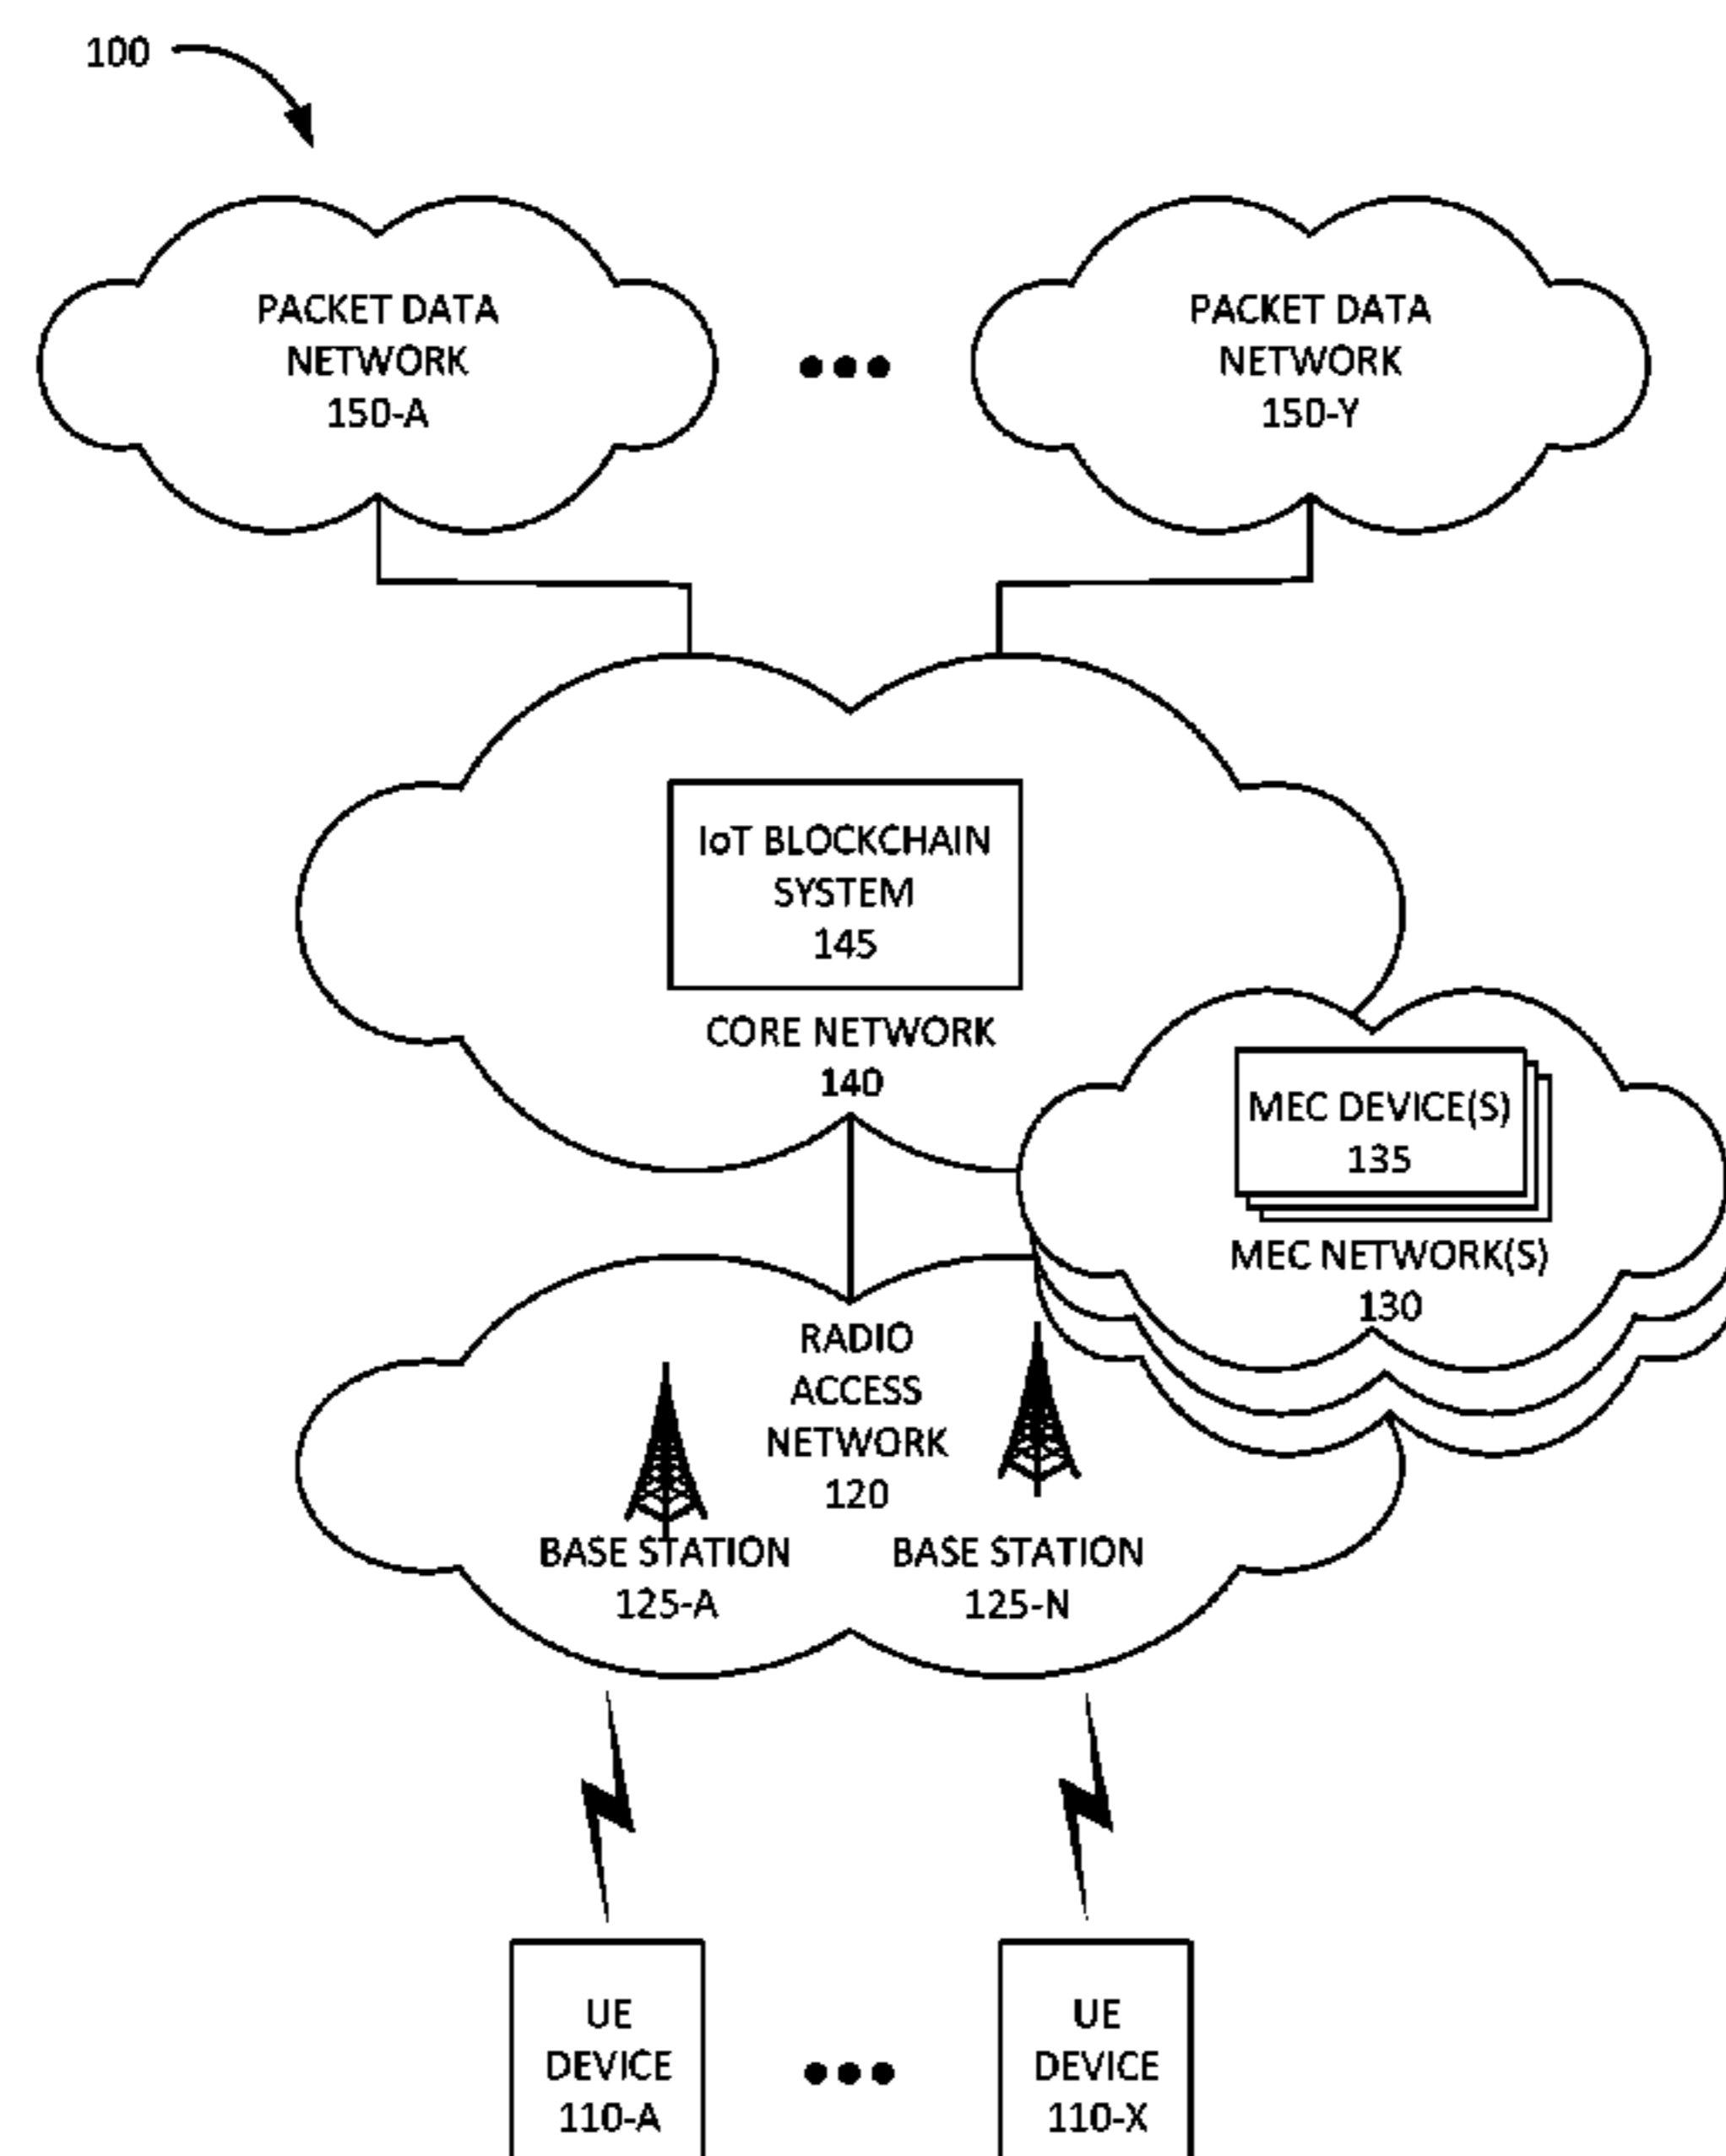 100
PACKET DATA
NETWORK
150-A
PACKET DATA
NETWORK
150-Y
IoT BLOCKCHAIN
SYSTEM
145
CORE NETWORK
140
MEC DEVICE(S)
135
MEC NETWORK(S)
130
RADIO
ACCESS
NETWORK
120
BASE STATION
125-A
BASE STATION
125-N
UE
DEVICE
110-A
UE
DEVICE
110-X